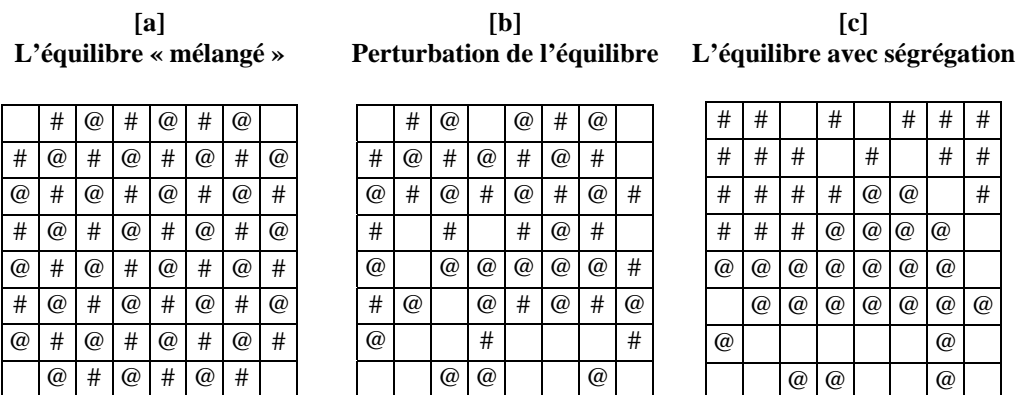 [a] [b] [c]
L'équilibre « mélangé » Perturbation de l'équilibre L'équilibre avec ségrégation
# @ # @ # @ # @ @ # @ # # # # # #
# @ # @ # @ # @ # @ # @ # @ # # # # # # #
@ # @ # @ # @ # @ # @ # @ # @ # # # # # @ @ #
# @ # @ # @ # @ # # # @ # # # # @ @ @ @
@ # @ # @ # @ # @ @ @ @ @ @ # @ @ @ @ @ @ @
# @ # @ # @ # @ # @ @ # @ # @ @ @ @ @ @ @ @
@ # @ # @ # @ # @ # # @ @
@ # @ # @ # @ @ @ @ @ @